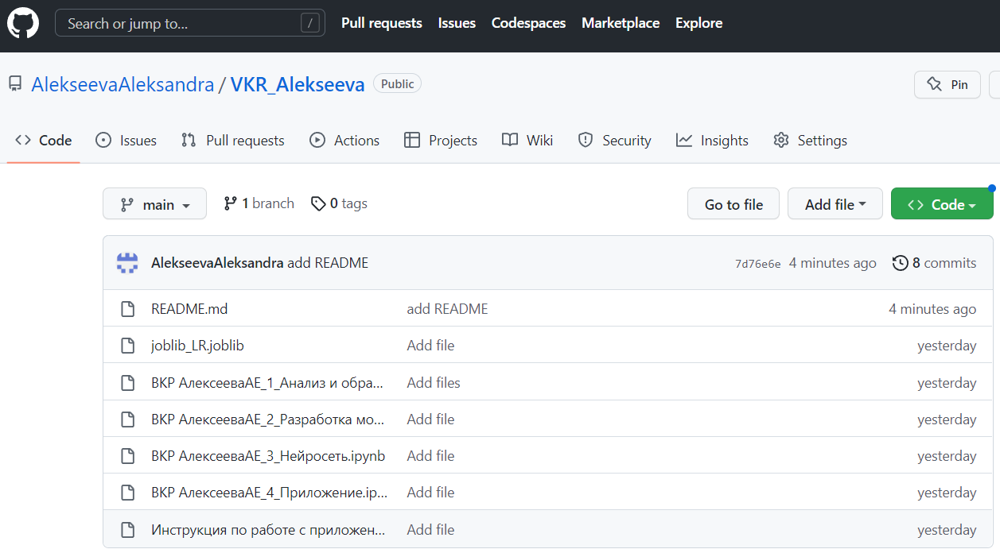 Search or jump to... / Pull requests Issues Codespaces Marketplace Explore
AlekseevaAleksandra / VKR_Alekseeva Public Pin
Code Issues Pull requests Actions Projects Wiki Security Insights Settings
main 1 branch 0 tags Go to file Add file Code
AlekseevaAleksandra add README 7d76e6e 4 minutes ago 8 commits
README.md add README 4 minutes ago
joblib_LR.joblib Add file yesterday
ВКР АлексееваАЕ_1_Анализ и обра... Add files yesterday
ВКР АлексееваАЕ_2_Разработка мо... Add file yesterday
ВКР АлексееваАЕ_3_Нейросеть.ipynb Add file yesterday
ВКР АлексееваАЕ_4_Приложение.ip... Add file yesterday
Инструкция по работе с приложен... Add file yesterday